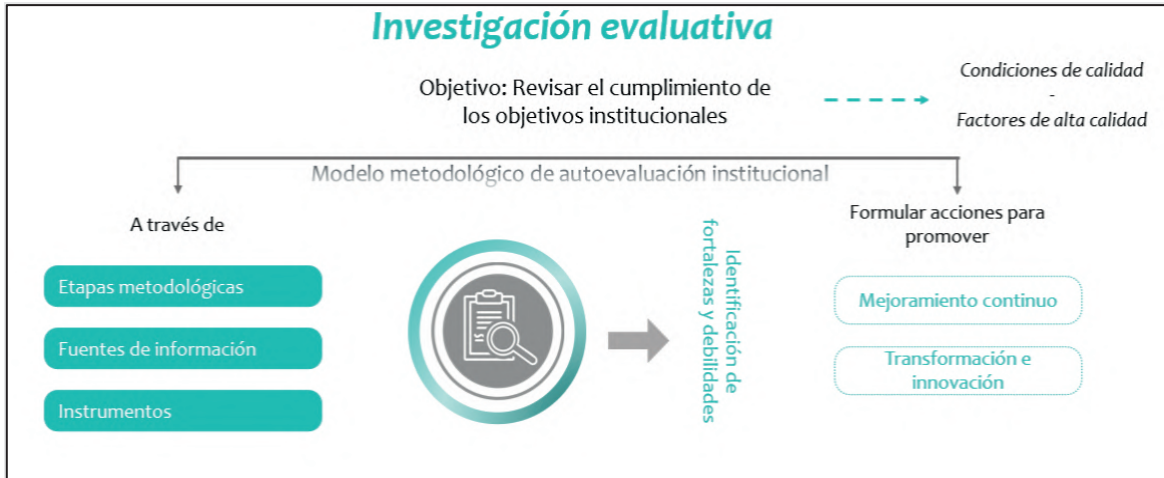 Investigación evaluativa
Objetivo: Revisar el cumplimiento de
los objetivos institucionales
Condiciones de calidad
-
Factores de alta calidad
Modelo metodológico de autoevaluación institucional
A través de
Etapas metodológicas
Fuentes de información
Instrumentos
Identificación de
fortalezas y debilidades
Formular acciones para
promover
Mejoramiento continuo
Transformación e
innovación